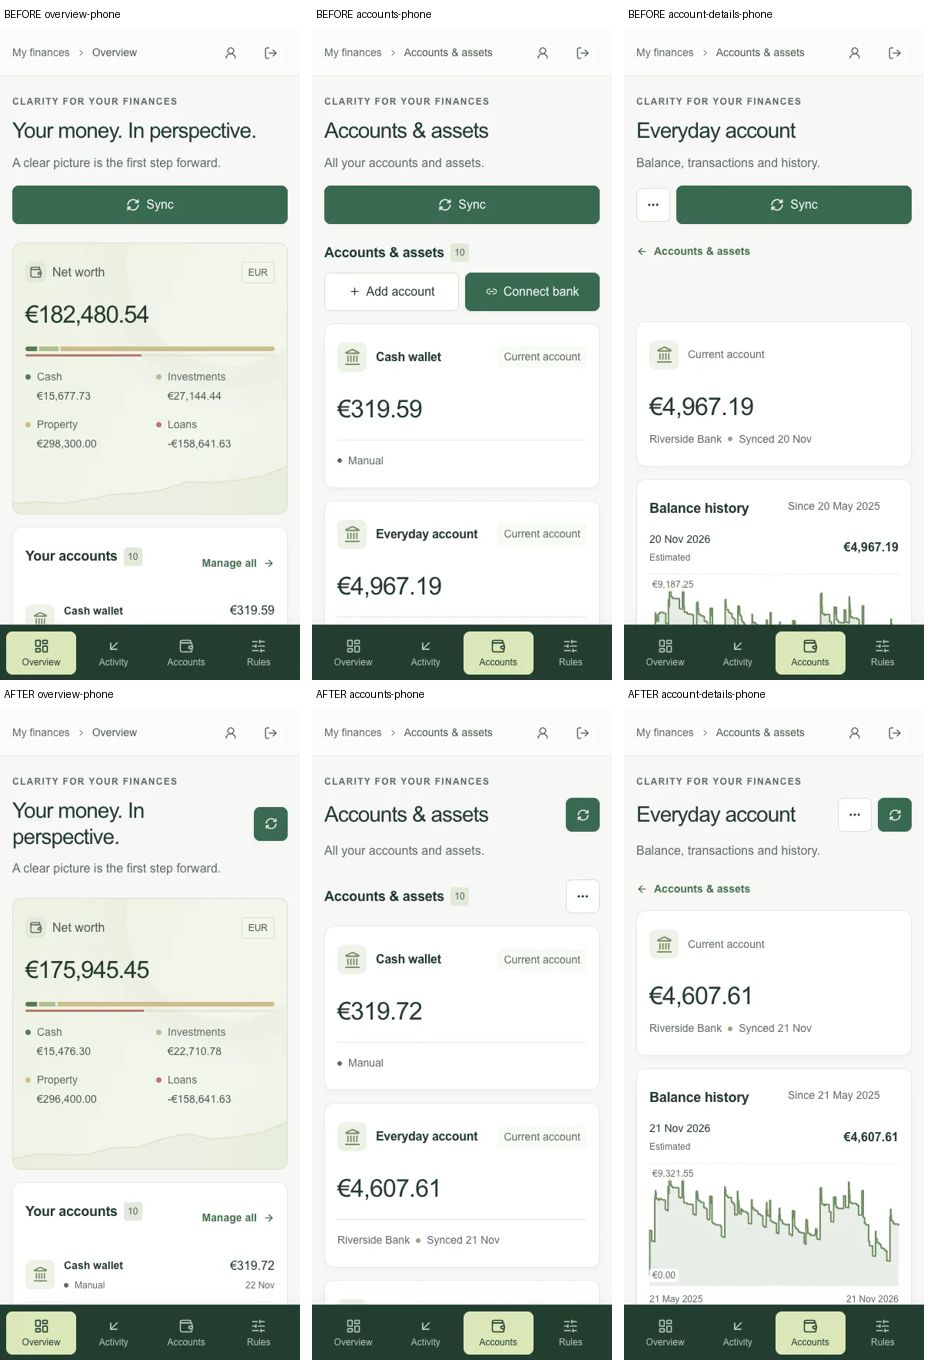 BEFORE overview-phone
My finances > Overview
CLARITY FOR YOUR FINANCES
Your money. In perspective.
A clear picture is the first step forward.
Sync
Net worth
EUR
€182,480.54
Cash
€15,677.73
Investments
€27,144.44
Property
€298,300.00
Loans
-€158,641.63
Your accounts 10
Manage all →
Cash wallet
€319.59
Overview
Activity
Accounts
Rules
BEFORE accounts-phone
My finances > Accounts & assets
CLARITY FOR YOUR FINANCES
Accounts & assets
All your accounts and assets.
Sync
Accounts & assets 10
+ Add account
Connect bank
Cash wallet
Current account
€319.59
Manual
Everyday account
Current account
€4,967.19
Overview
Activity
Accounts
Rules
BEFORE account-details-phone
My finances > Accounts & assets
CLARITY FOR YOUR FINANCES
Everyday account
Balance, transactions and history.
Sync
← Accounts & assets
Current account
€4,967.19
Riverside Bank • Synced 20 Nov
Balance history
Since 20 May 2025
20 Nov 2026
Estimated
€4,967.19
€9,187.25
Overview
Activity
Accounts
Rules
AFTER overview-phone
My finances > Overview
CLARITY FOR YOUR FINANCES
Your money. In
perspective.
A clear picture is the first step forward.
Net worth
EUR
€175,945.45
Cash
€15,476.30
Investments
€22,710.78
Property
€296,400.00
Loans
-€158,641.63
Your accounts 10
Manage all →
Cash wallet
€319.72
Manual
22 Nov
Overview
Activity
Accounts
Rules
AFTER accounts-phone
My finances > Accounts & assets
CLARITY FOR YOUR FINANCES
Accounts & assets
All your accounts and assets.
Accounts & assets 10
Cash wallet
Current account
€319.72
Manual
Everyday account
Current account
€4,607.61
Riverside Bank • Synced 21 Nov
Overview
Activity
Accounts
Rules
AFTER account-details-phone
My finances > Accounts & assets
CLARITY FOR YOUR FINANCES
Everyday account
Balance, transactions and history.
← Accounts & assets
Current account
€4,607.61
Riverside Bank • Synced 21 Nov
Balance history
Since 21 May 2025
21 Nov 2026
Estimated
€4,607.61
€9,321.55
€0.00
21 May 2025
21 Nov 2026
Overview
Activity
Accounts
Rules